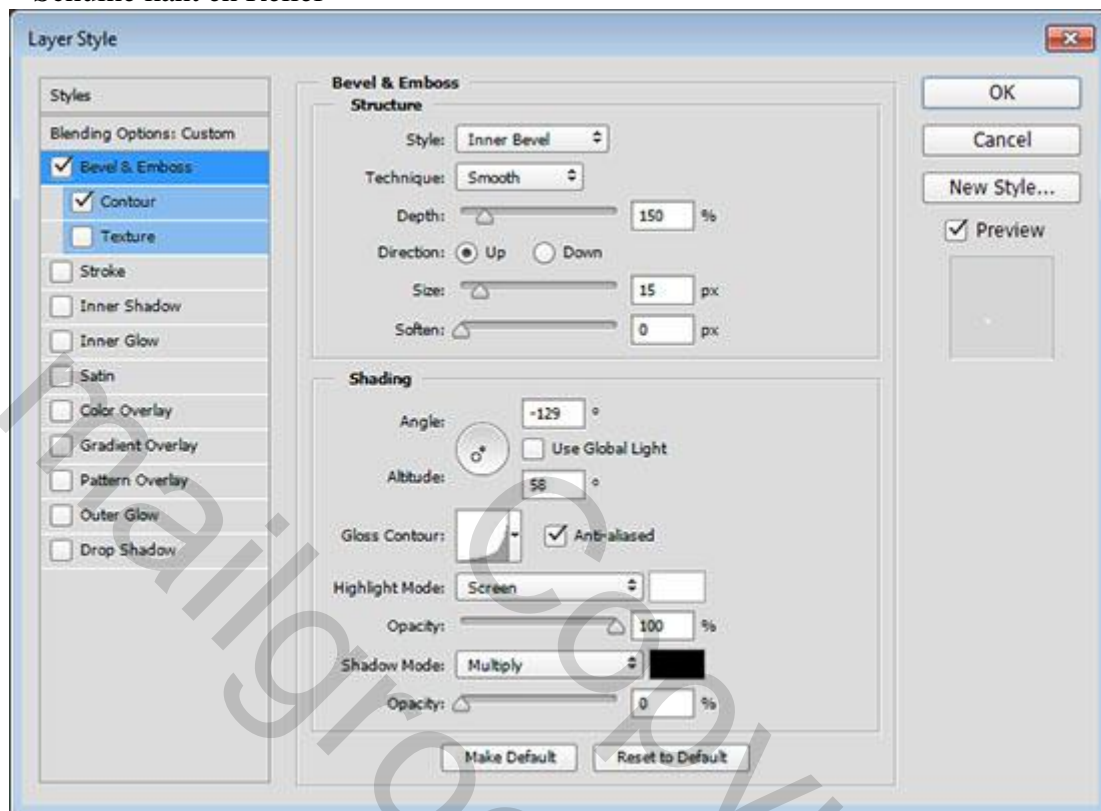 Schuine kant en Reliëf
Layer Style
Styles
Blending Options: Custom
Bevel & Emboss
Contour
Texture
Stroke
Inner Shadow
Inner Glow
Satin
Color Overlay
Gradient Overlay
Pattern Overlay
Outer Glow
Drop Shadow
Bevel & Emboss
Structure
Style: Inner Bevel
Technique: Smooth
Depth: 150 %
Direction: Up Down
Size: 15 px
Soften: 0 px
Shading
Angle: -129 °
Use Global Light
Altitude: 58 °
Gloss Contour: Anti-aliased
Highlight Mode: Screen
Opacity: 100 %
Shadow Mode: Multiply
Opacity: 0 %
Make Default Reset to Default
OK
Cancel
New Style...
Preview